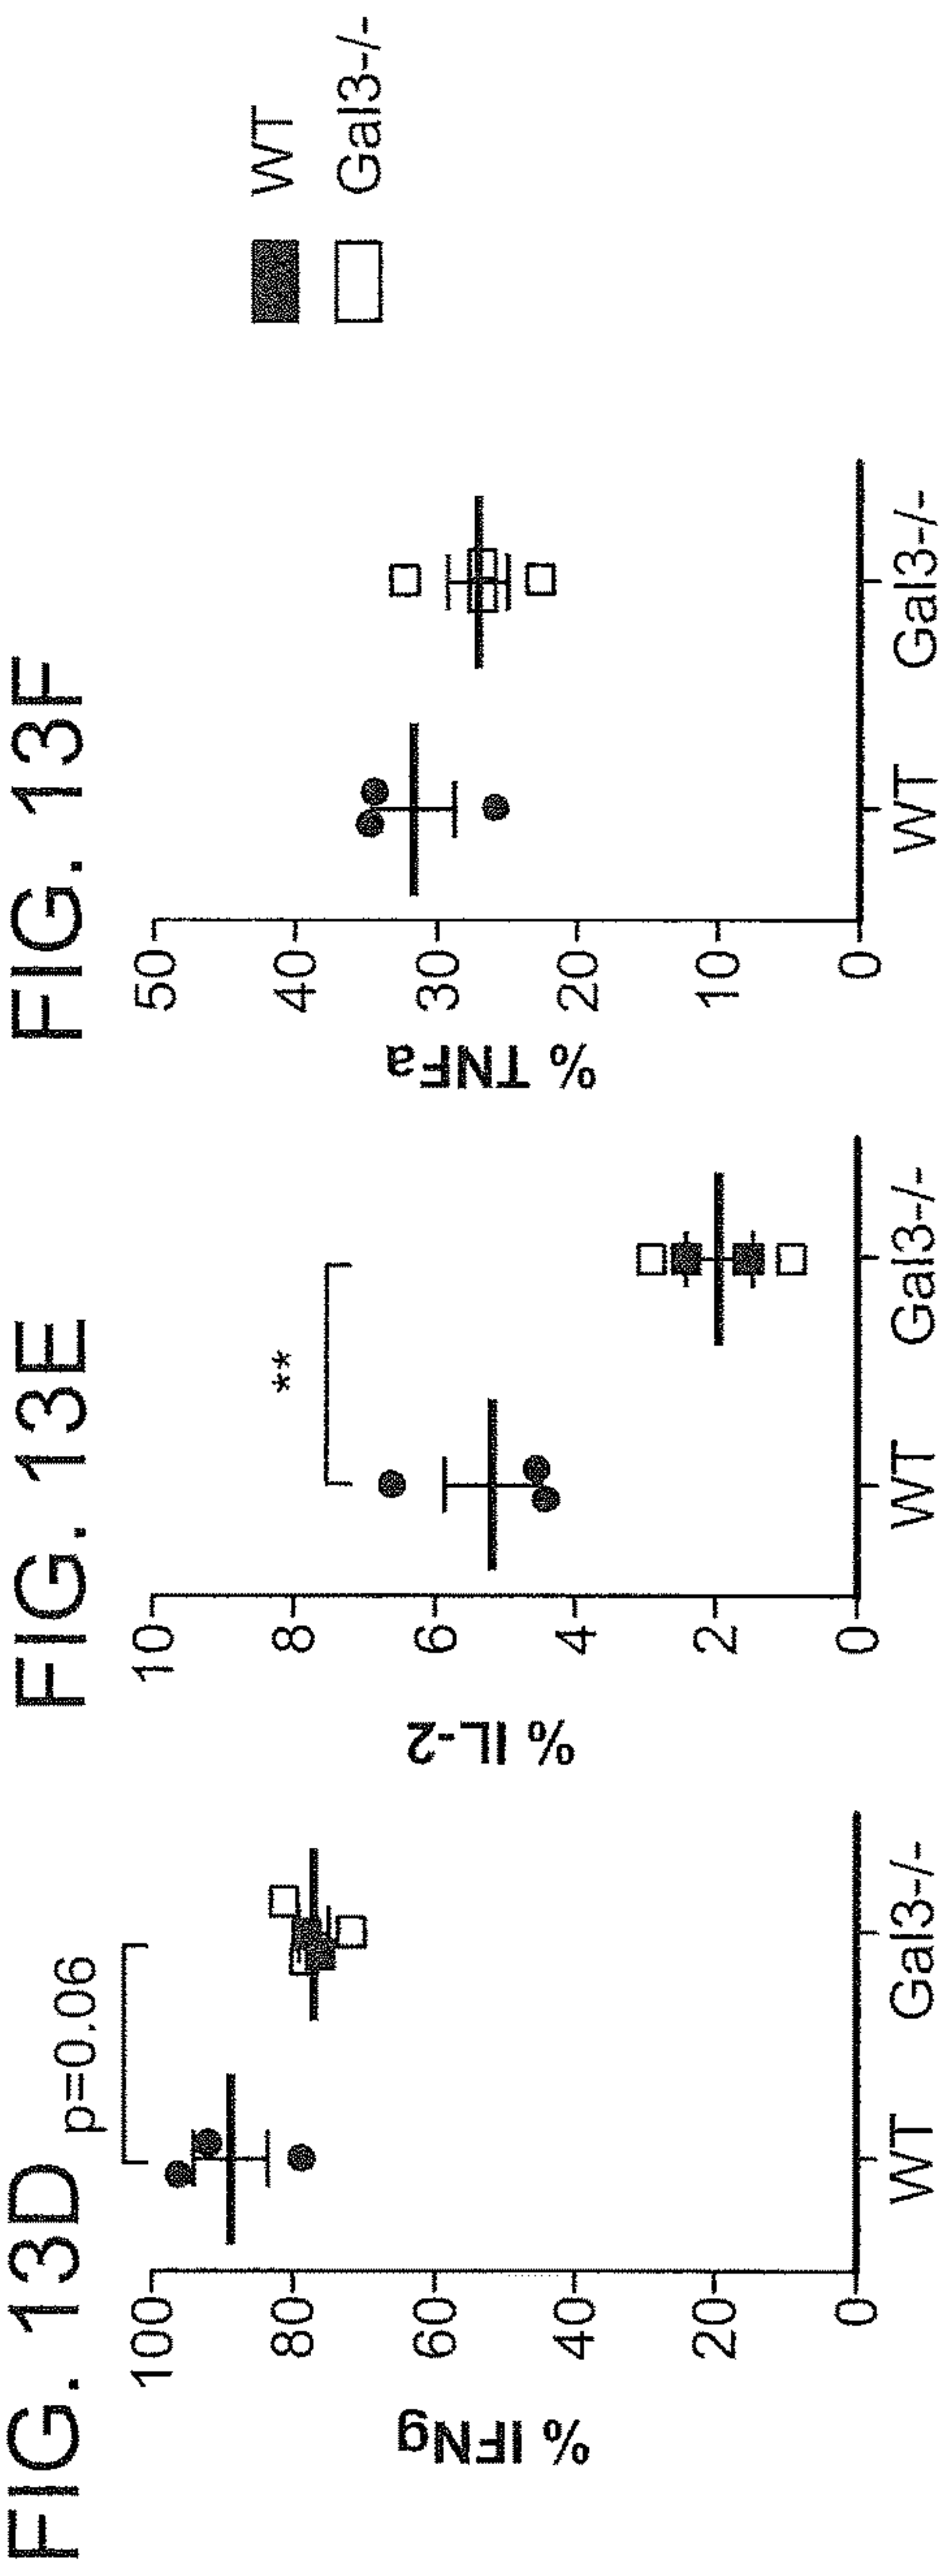 FIG. 13D
p=0.06
% IFNg
100
80
60
40
20
0
WT
Gal3-/-
FIG. 13E
**
% IL-2
10
8
6
4
2
0
WT
Gal3-/-
FIG. 13F
% TNFa
50
40
30
20
10
0
WT
Gal3-/-
WT
Gal3-/-